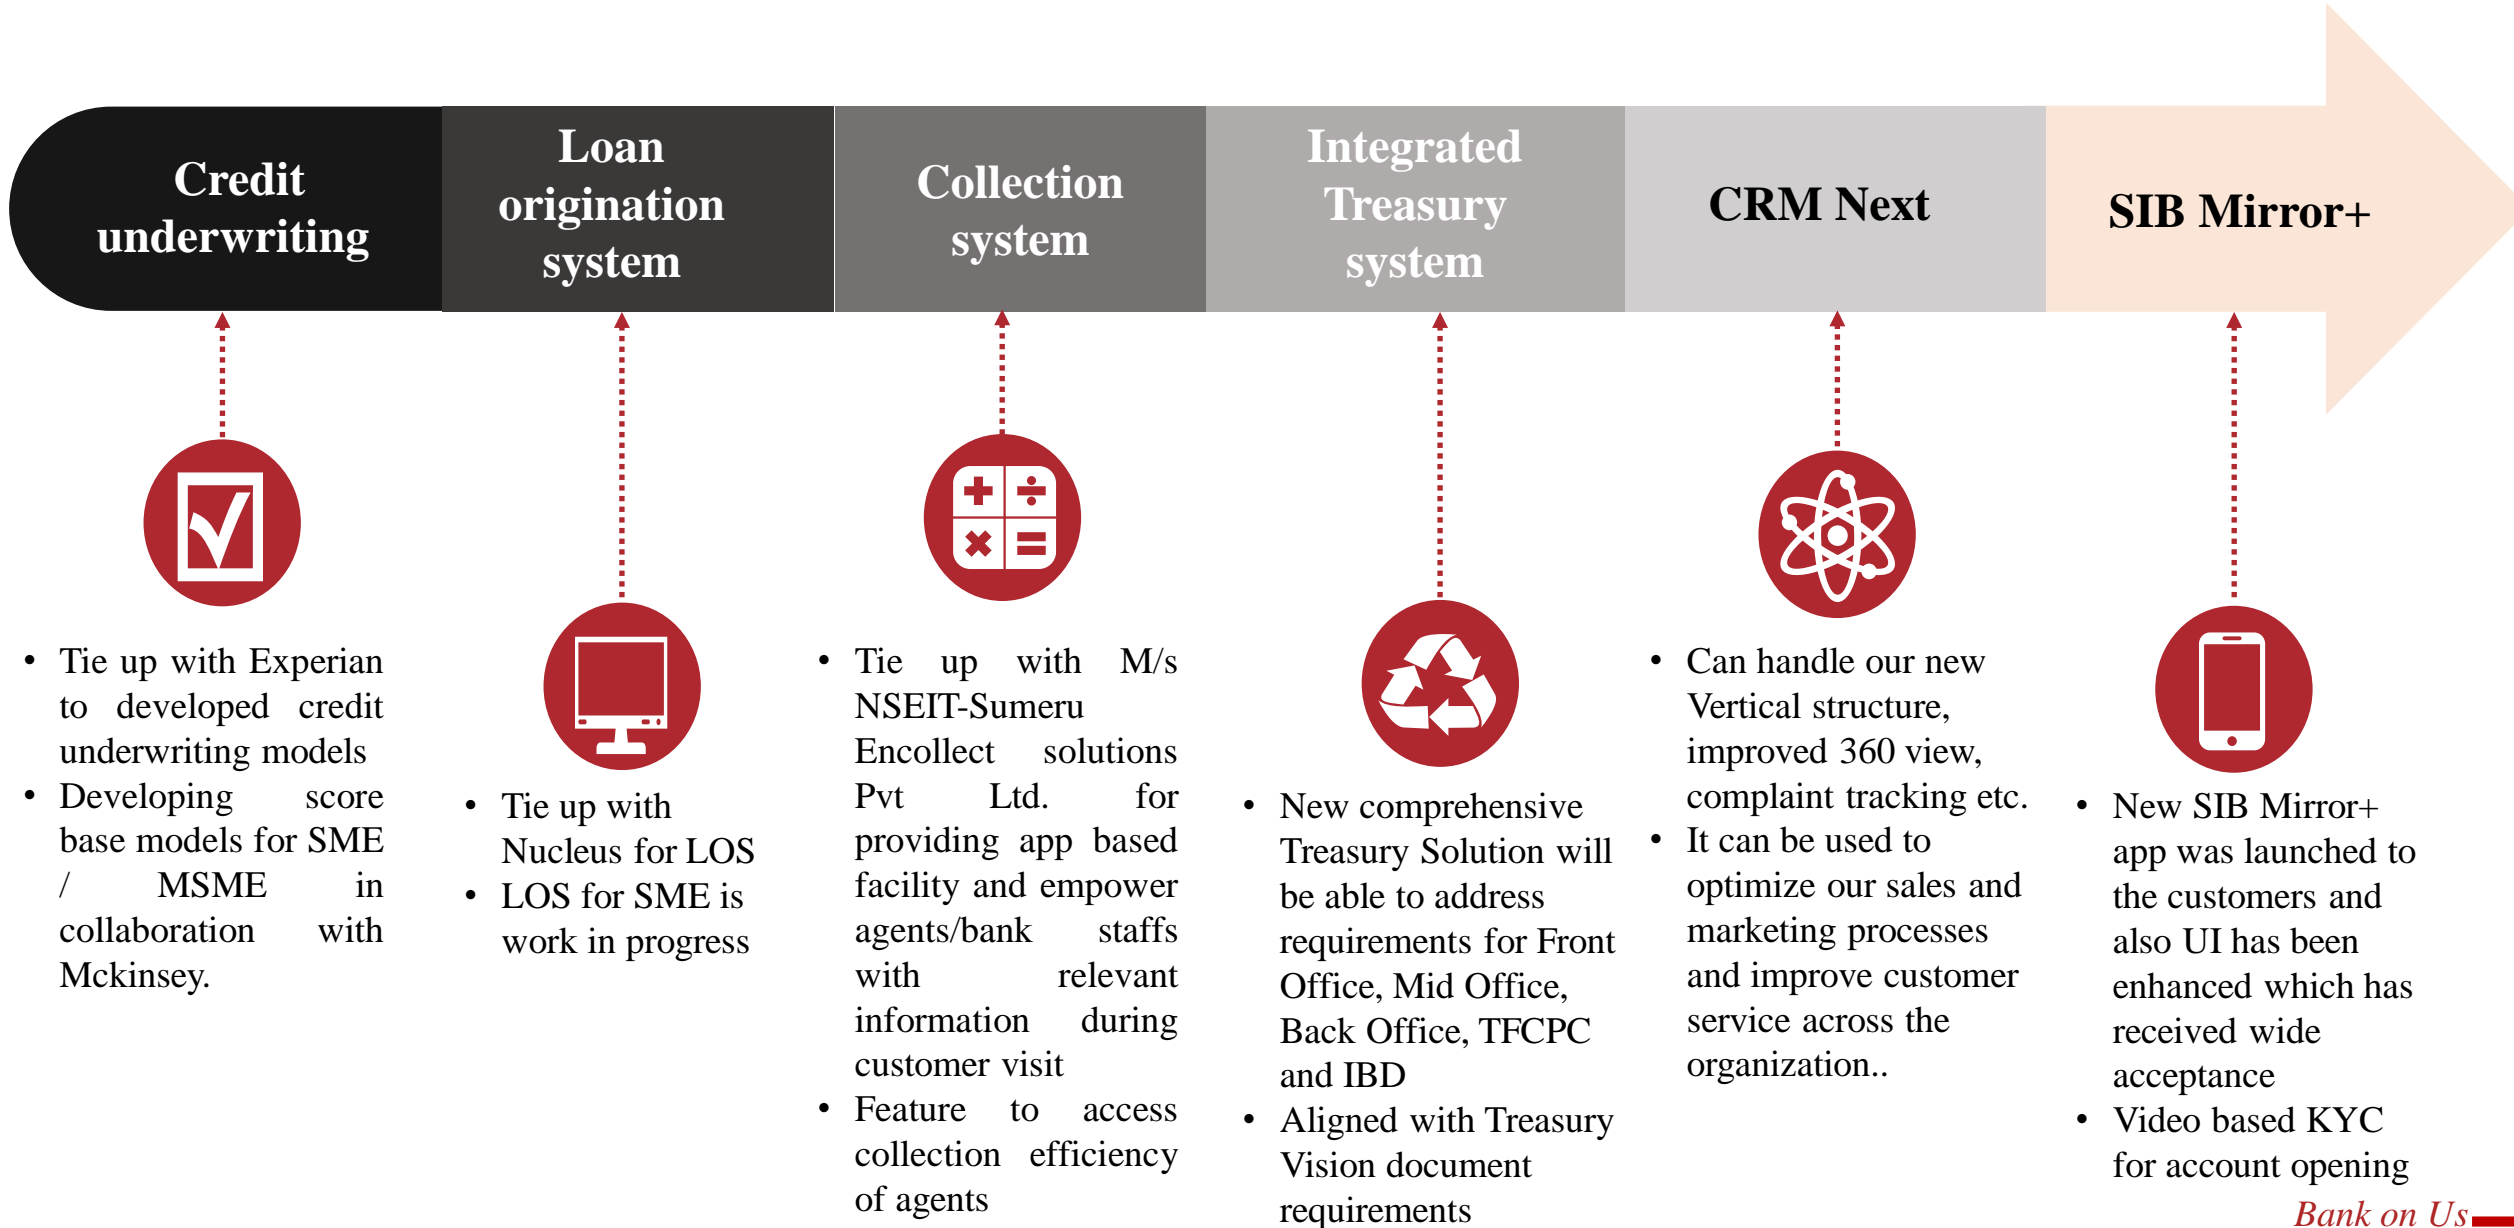 Credit
underwriting
Loan
origination
system
Collection
system
Integrated
Treasury
system
CRM Next
SIB Mirror+
• Tie up with Experian
to developed credit
underwriting models
• Developing score
base models for SME
/ MSME in
collaboration with
Mckinsey.
• Tie up with
Nucleus for LOS
• LOS for SME is
work in progress
• Tie up with M/s
NSEIT-Sumeru
Encollect solutions
Pvt Ltd. for
providing app based
facility and empower
agents/bank staffs
with relevant
information during
customer visit
• Feature to access
collection efficiency
of agents
• New comprehensive
Treasury Solution will
be able to address
requirements for Front
Office, Mid Office,
Back Office, TFCPC
and IBD
• Aligned with Treasury
Vision document
requirements
• Can handle our new
Vertical structure,
improved 360 view,
complaint tracking etc.
• It can be used to
optimize our sales and
marketing processes
and improve customer
service across the
organization..
• New SIB Mirror+
app was launched to
the customers and
also UI has been
enhanced which has
received wide
acceptance
• Video based KYC
for account opening
Bank on Us